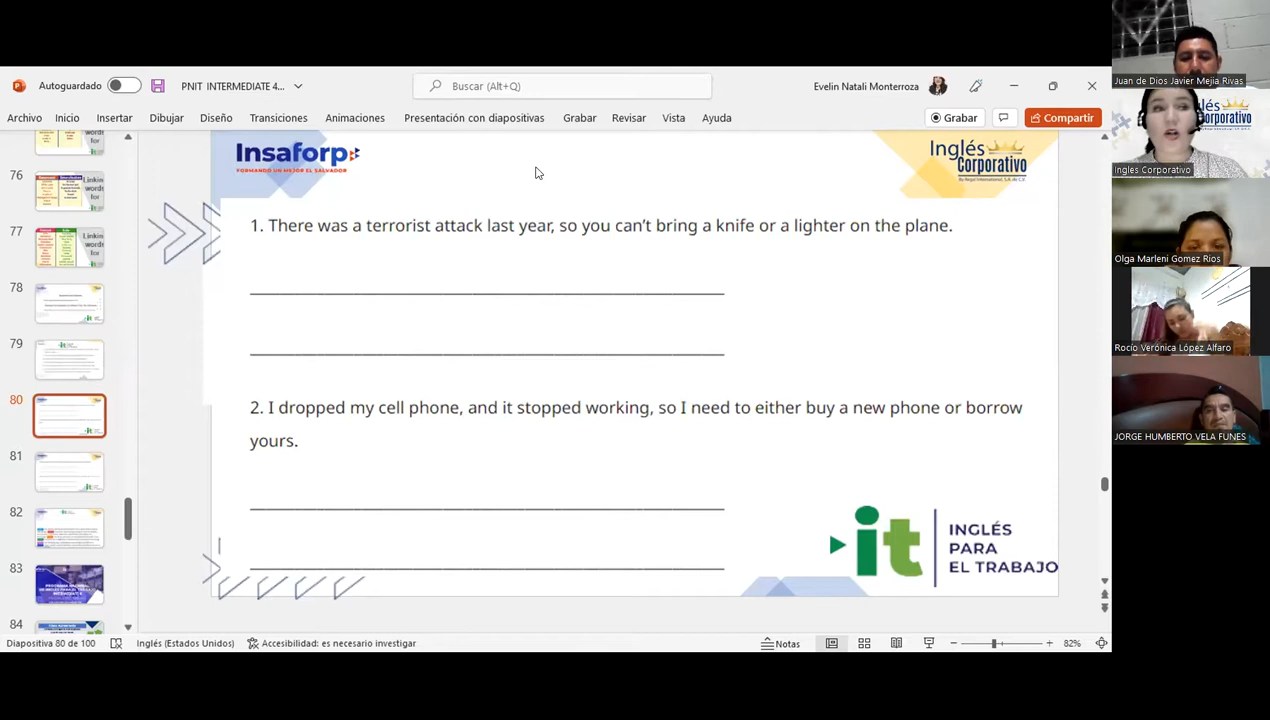 Autoguardado
PNIT INTERMEDIATE 4...
Buscar (Alt+Q)
Evelin Natali Monterroza
Archivo Inicio Insertar Dibujar Diseño Transiciones Animaciones Presentación con diapositivas Grabar Revisar Vista Ayuda
Grabar
Compartir
76
77
78
79
80
81
82
83
84
Linking words for
Linking words for
Insaforp
FORMANDO UN MEJOR EL SALVADOR
Inglés
Corporativo
1. There was a terrorist attack last year, so you can't bring a knife or a lighter on the plane.
2. I dropped my cell phone, and it stopped working, so I need to either buy a new phone or borrow
yours.
it
INGLÉS
PARA
EL TRABAJO
Diapositiva 80 de 100
Inglés (Estados Unidos)
Accesibilidad: es necesario investigar
Notas
82%
Juan de Dios Javier Mejía Rivas
Ingles Corporativo
Olga Marleni Gomez Rios
Rocío Verónica López Alfaro
JORGE HUMBERTO VELA FUNES